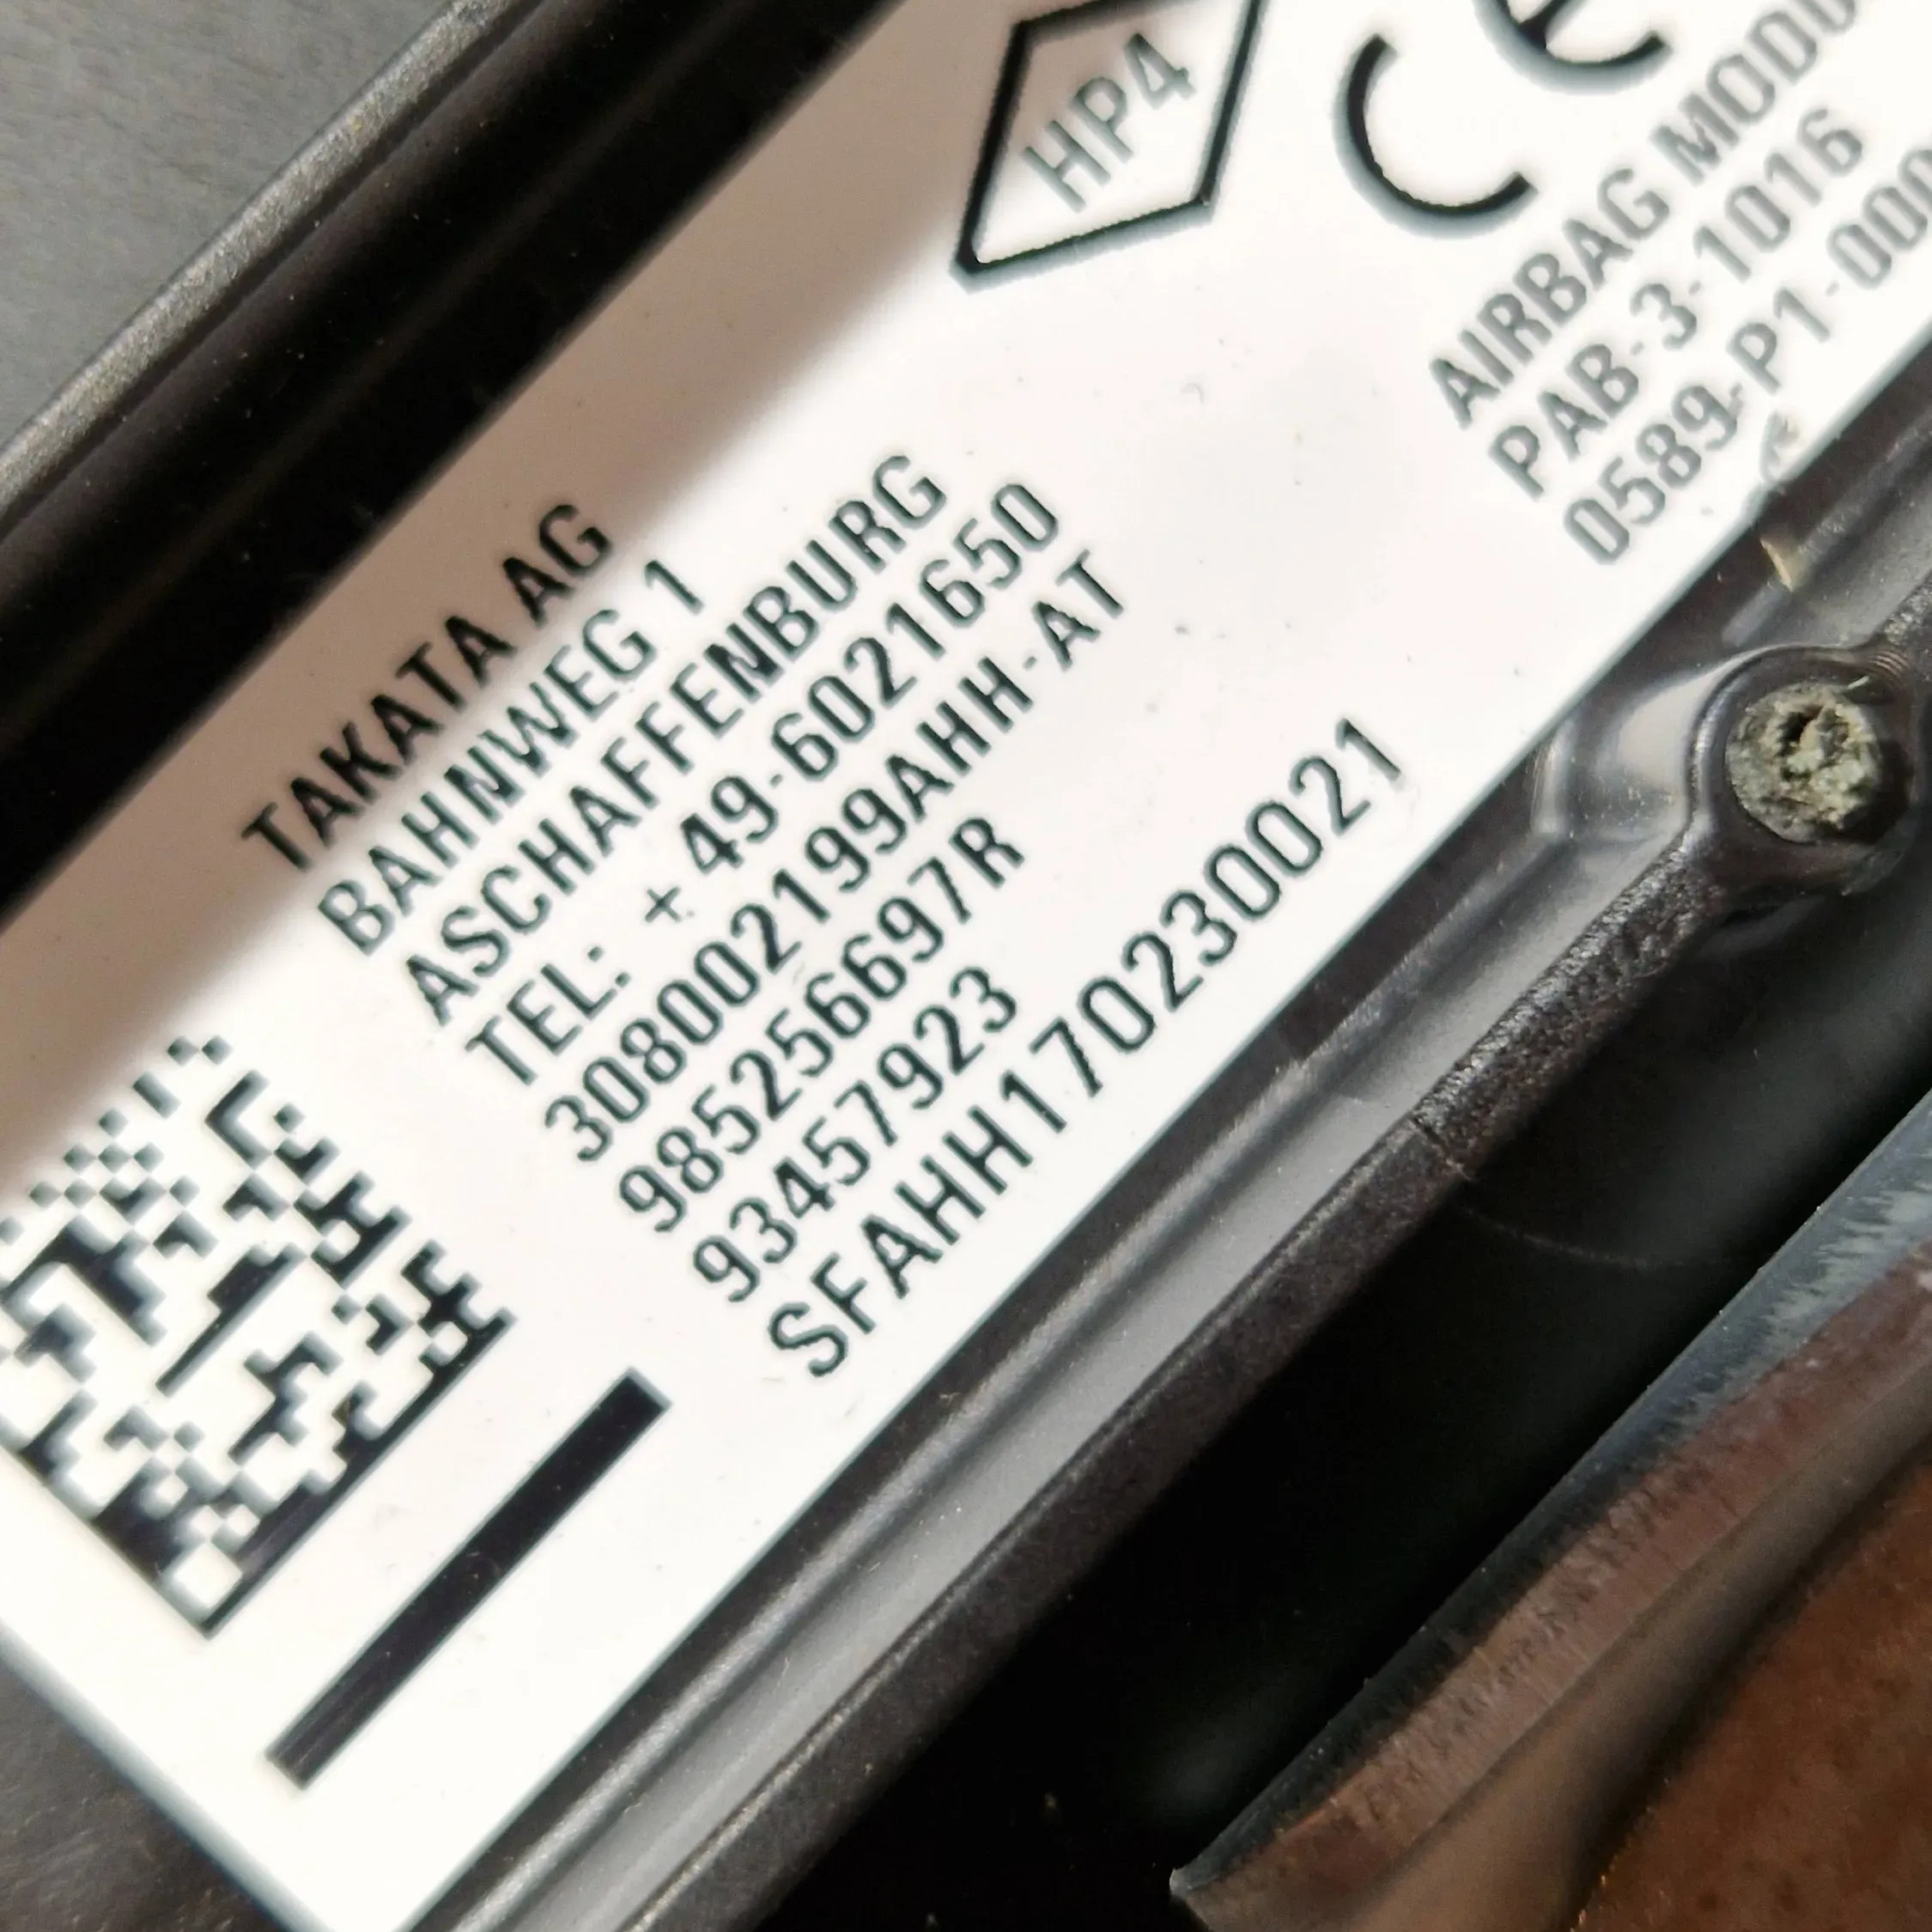 HP4
CE
TAKATA AG
BAHNWEG 1
ASCHAFFENBURG
TEL: +49-6021650
308002199AHH-AT
985256697R
93457923
SFAHH170230021
AIRBAG
PAB-3-1016
0589-P1-000